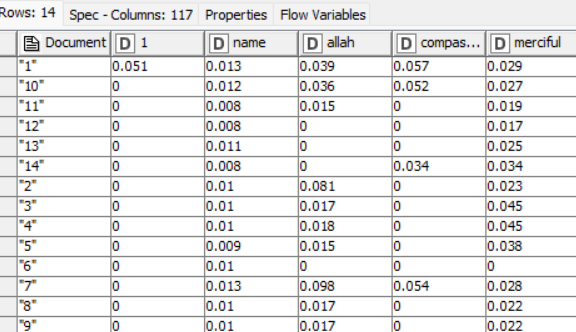 Rows: 14 Spec - Columns: 117 Properties Flow Variables
Document D 1 D name D allah D compas... D merciful
"1" 0.051 0.013 0.039 0.057 0.029
"10" 0 0.012 0.036 0.052 0.027
"11" 0 0.008 0.015 0 0.019
"12" 0 0.008 0 0 0.017
"13" 0 0.011 0 0 0.025
"14" 0 0.008 0 0.034 0.034
"2" 0 0.01 0.081 0 0.023
"3" 0 0.01 0.017 0 0.045
"4" 0 0.01 0.018 0 0.045
"5" 0 0.009 0.015 0 0.038
"6" 0 0.01 0 0 0
"7" 0 0.013 0.098 0.054 0.028
"8" 0 0.01 0.017 0 0.022
"9" 0 0.01 0.017 0 0.022